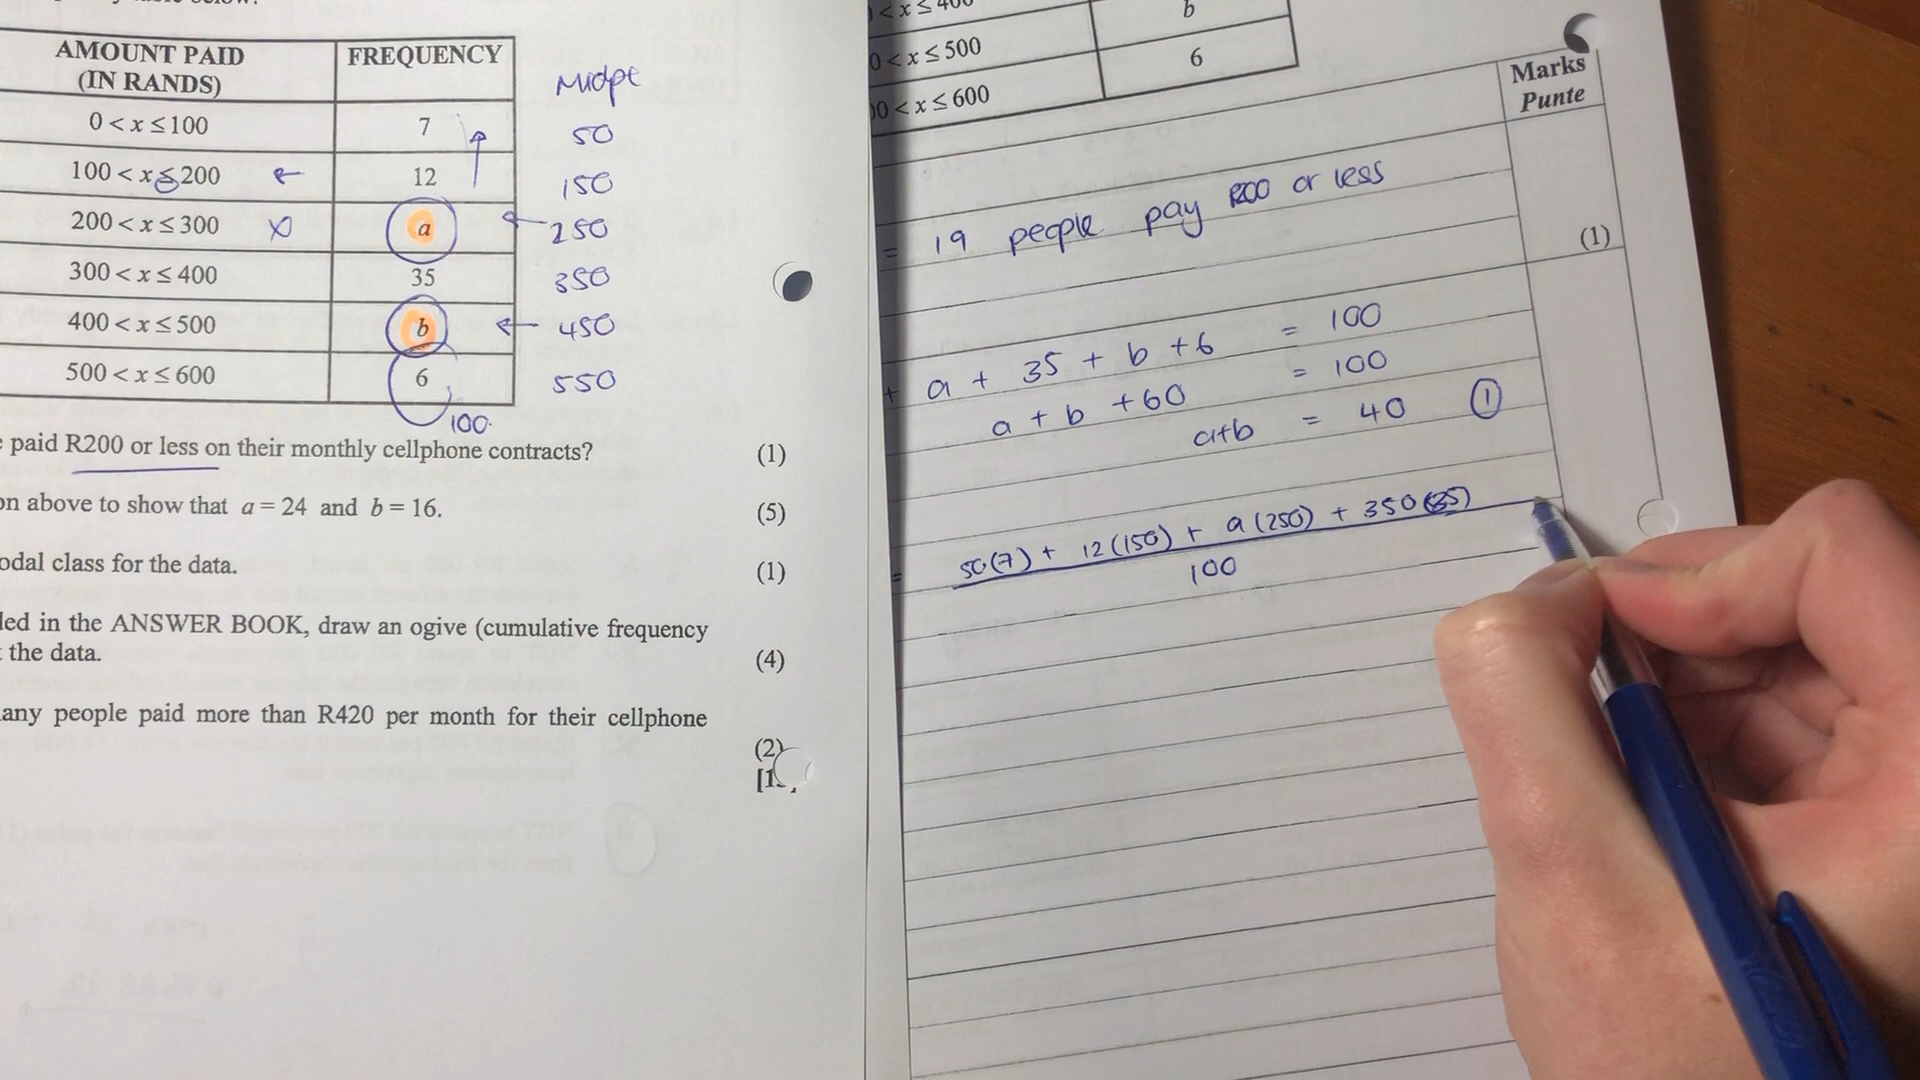 AMOUNT PAID (IN RANDS) FREQUENCY Midpt
0 < x ≤ 100 7 50
100 < x ≤ 200 12 150
200 < x ≤ 300 a 250
300 < x ≤ 400 35 350
400 < x ≤ 500 b 450
500 < x ≤ 600 6 550
100
paid R200 or less on their monthly cellphone contracts? (1)
on above to show that a = 24 and b = 16. (5)
odal class for the data. (1)
led in the ANSWER BOOK, draw an ogive (cumulative frequency
the data. (4)
any people paid more than R420 per month for their cellphone
(2)
< x ≤ 400 b
0 < x ≤ 500 6
00 < x ≤ 600
Marks
Punte
= 19 people pay R200 or less
(1)
+ a + 35 + b + 6 = 100
a + b + 60 = 100
a+b = 40 ①
= 50(7) + 12(150) + a(250) + 350(35)
100